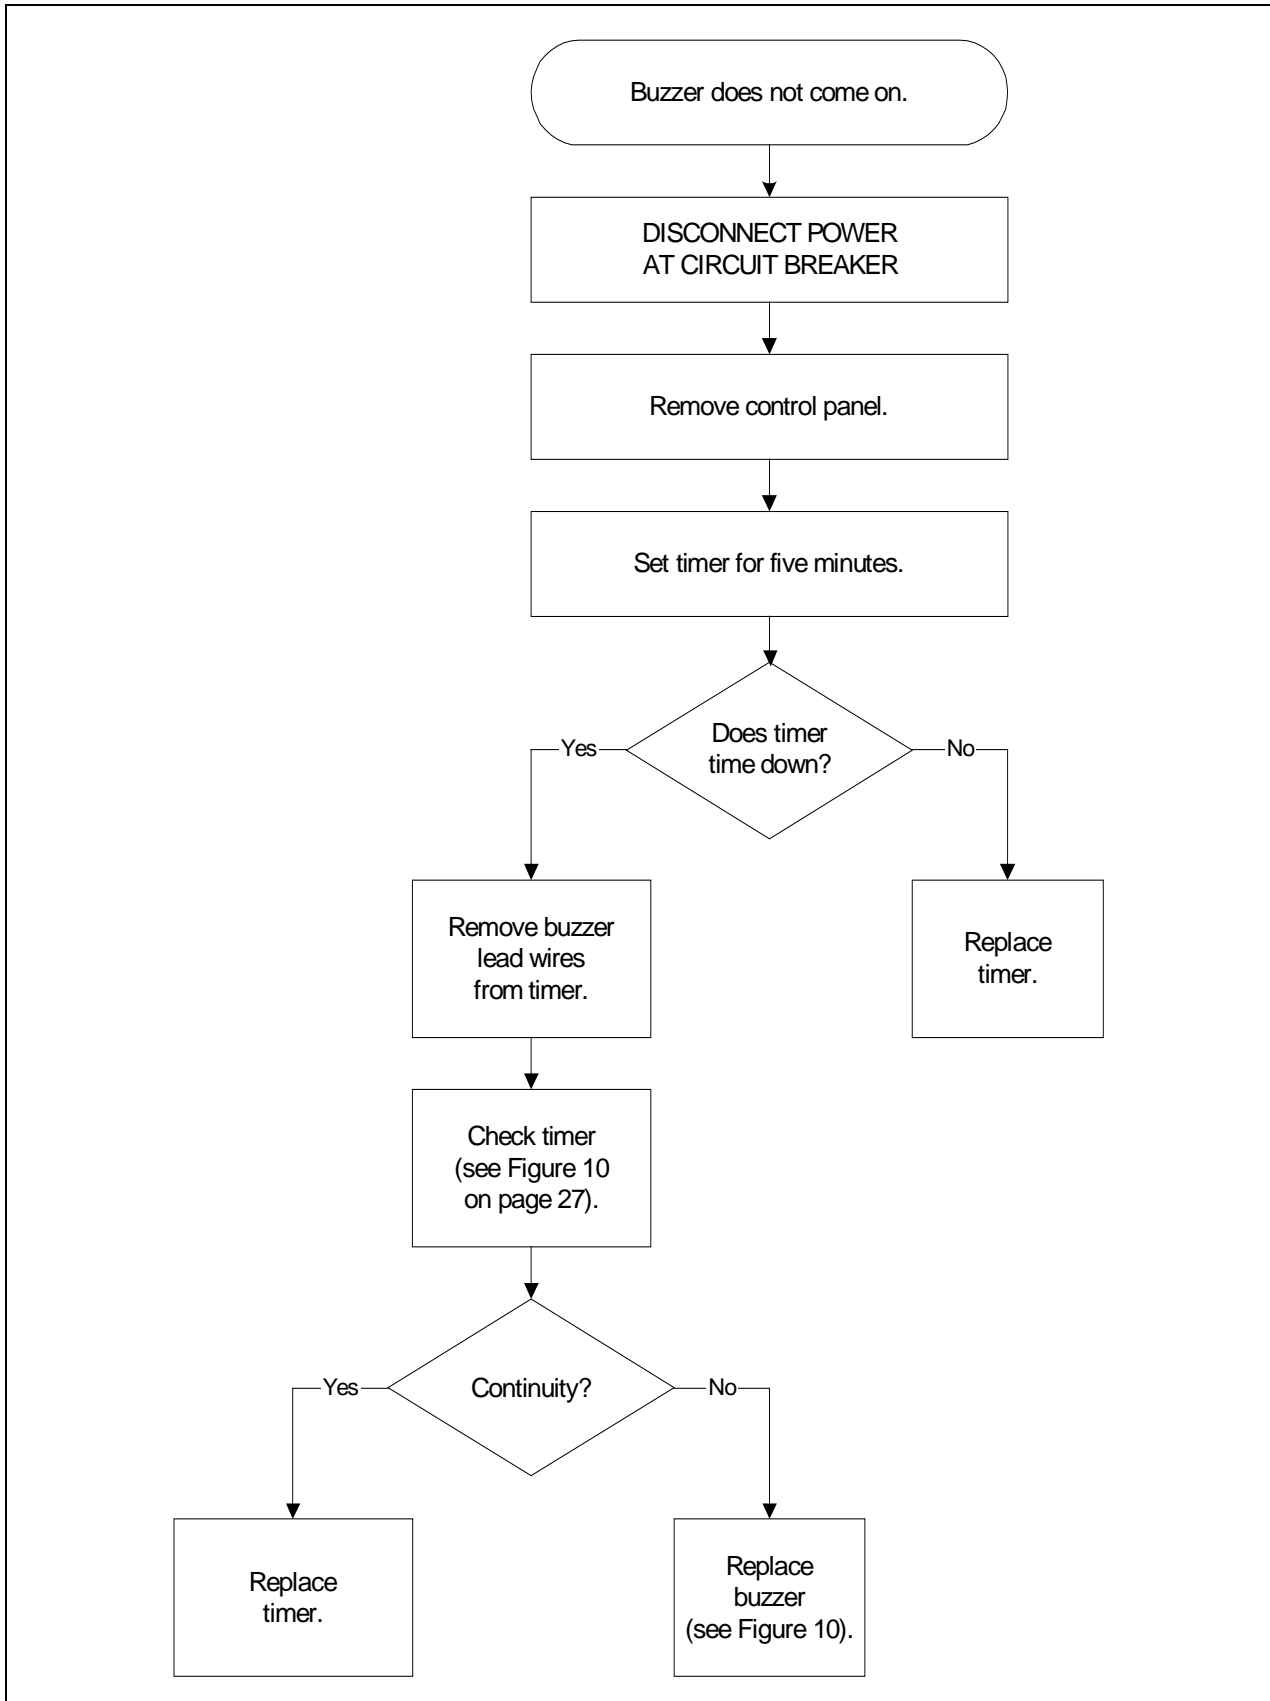 Buzzer does not come on.
DISCONNECT POWER
AT CIRCUIT BREAKER
Remove control panel.
Set timer for five minutes.
Does timer
time down?
Yes
No
Remove buzzer
lead wires
from timer.
Replace
timer.
Check timer
(see Figure 10
on page 27).
Continuity?
Yes
No
Replace
timer.
Replace
buzzer
(see Figure 10).